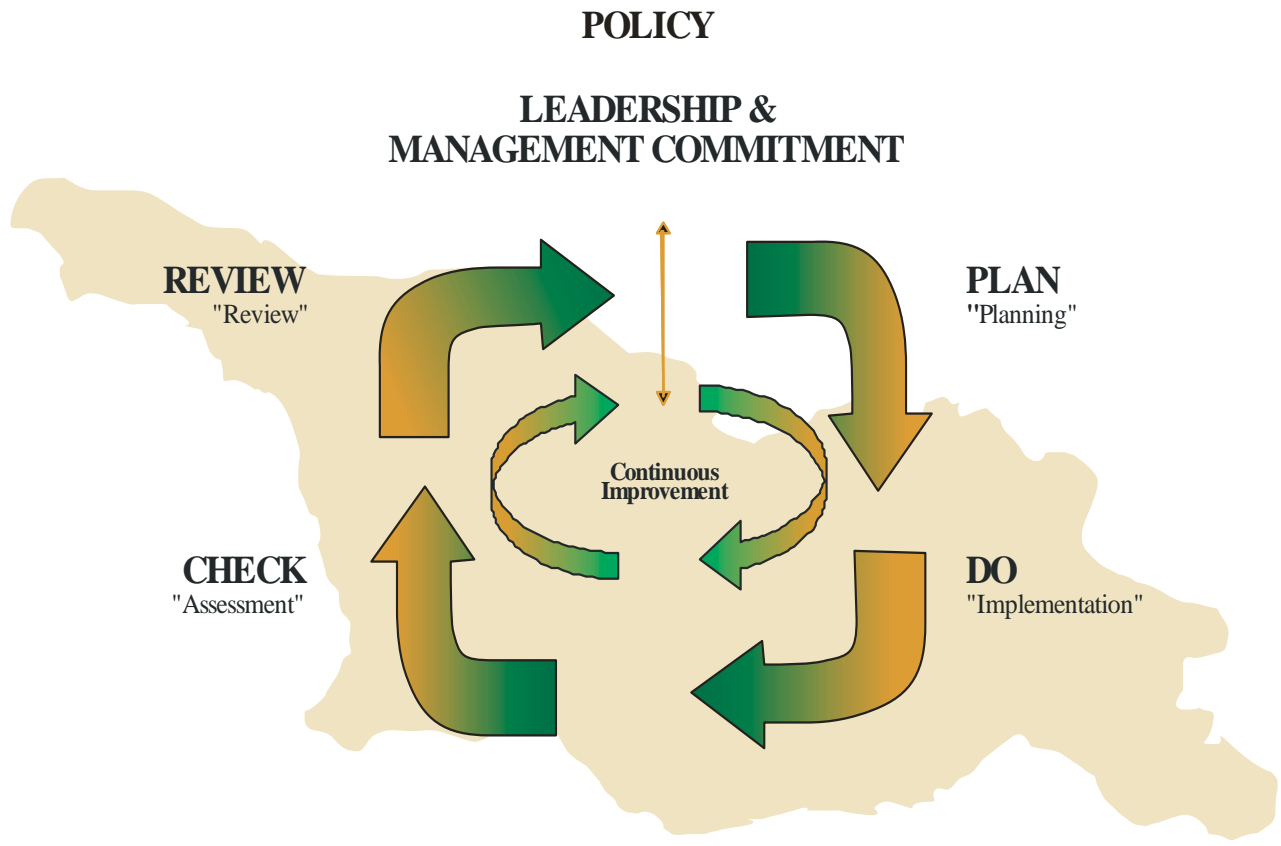 POLICY
LEADERSHIP &
MANAGEMENT COMMITMENT
REVIEW
"Review"
PLAN
"Planning"
Continuous
Improvement
CHECK
"Assessment"
DO
"Implementation"